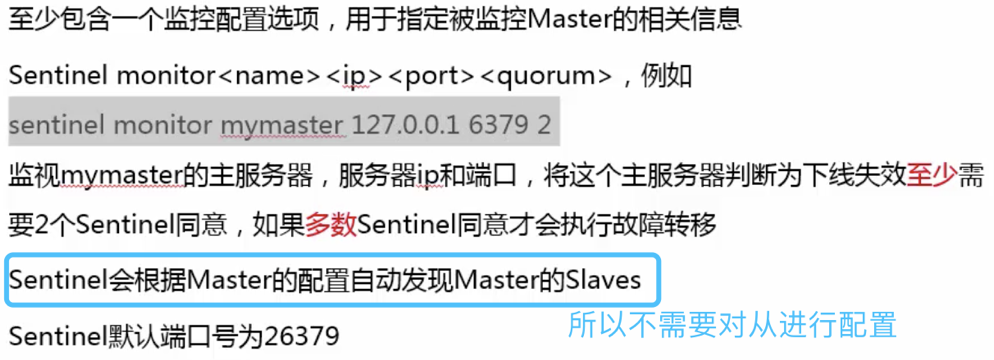 至少包含一个监控配置选项，用于指定被监控Master的相关信息
Sentinel monitor<name><ip><port><quorum>，例如
sentinel monitor mymaster 127.0.0.1 6379 2
监视mymaster的主服务器，服务器ip和端口，将这个主服务器判断为下线失效至少需
要2个Sentinel同意，如果多数Sentinel同意才会执行故障转移
Sentinel会根据Master的配置自动发现Master的Slaves
所以不需要对从进行配置
Sentinel默认端口号为26379